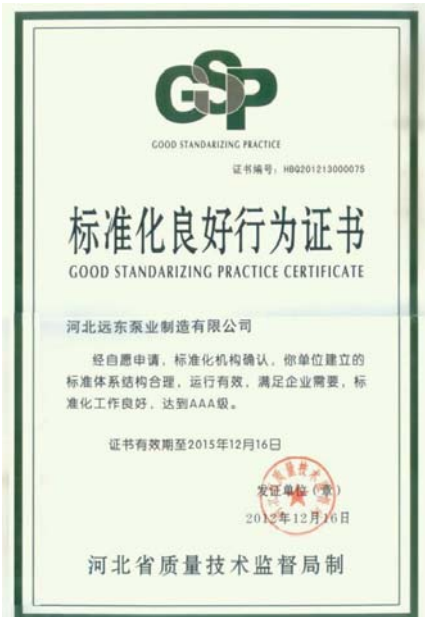 GSP
GOOD STANDARIZING PRACTICE
证书编号：HBQ201213000075
标准化良好行为证书
GOOD STANDARIZING PRACTICE CERTIFICATE
河北远东泵业制造有限公司
经自愿申请，标准化机构确认，你单位建立的
标准体系结构合理，运行有效，满足企业需要，标
准化工作良好，达到AAA级。
证书有效期至2015年12月16日
发证单位（章）
2012年12月16日
河北省质量技术监督局制